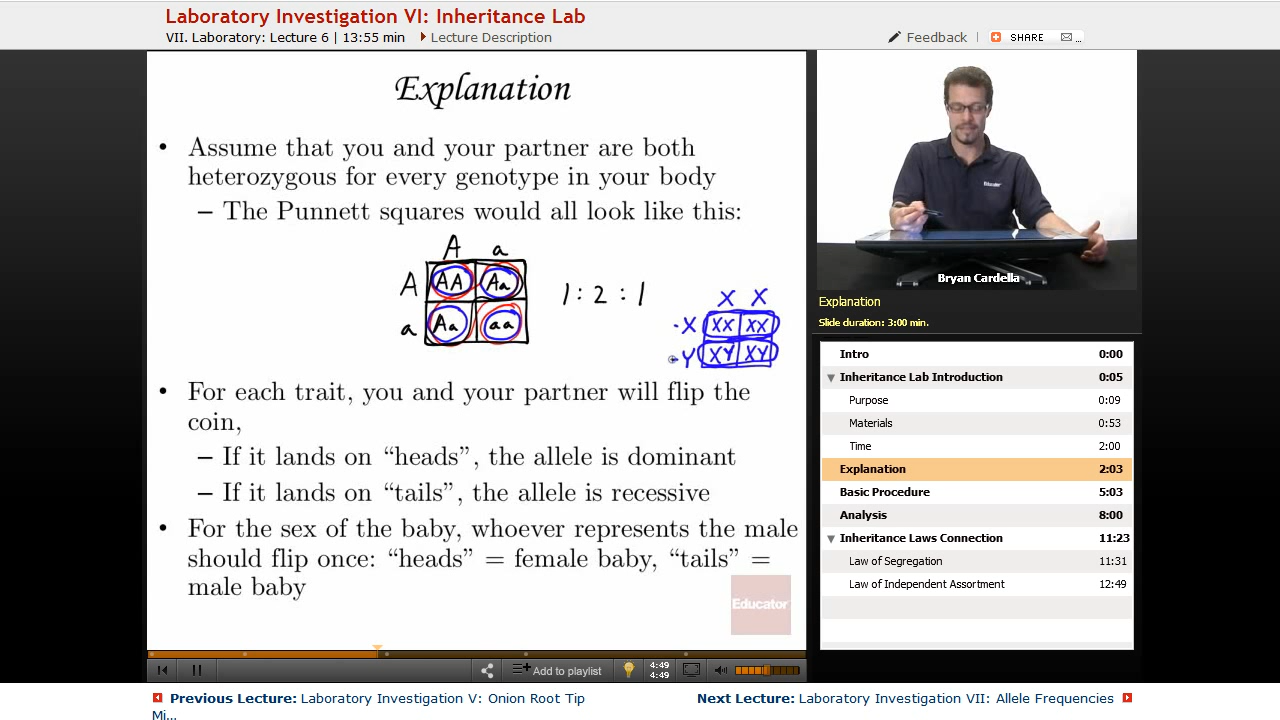 Laboratory Investigation VI: Inheritance Lab
VII. Laboratory: Lecture 6 | 13:55 min
Lecture Description
Feedback
SHARE
Explanation
• Assume that you and your partner are both
heterozygous for every genotype in your body
– The Punnett squares would all look like this:
A a
A AA Aa
a Aa aa
1 : 2 : 1
X X
X XX XX
Y XY XY
• For each trait, you and your partner will flip the
coin,
– If it lands on “heads”, the allele is dominant
– If it lands on “tails”, the allele is recessive
• For the sex of the baby, whoever represents the male
should flip once: “heads” = female baby, “tails” =
male baby
Educator
Add to playlist
4:49
4:49
Educator
Bryan Cardella
Explanation
Slide duration: 3:00 min.
Intro 0:00
Inheritance Lab Introduction 0:05
Purpose 0:09
Materials 0:53
Time 2:00
Explanation 2:03
Basic Procedure 5:03
Analysis 8:00
Inheritance Laws Connection 11:23
Law of Segregation 11:31
Law of Independent Assortment 12:49
Previous Lecture: Laboratory Investigation V: Onion Root Tip
Mi...
Next Lecture: Laboratory Investigation VII: Allele Frequencies